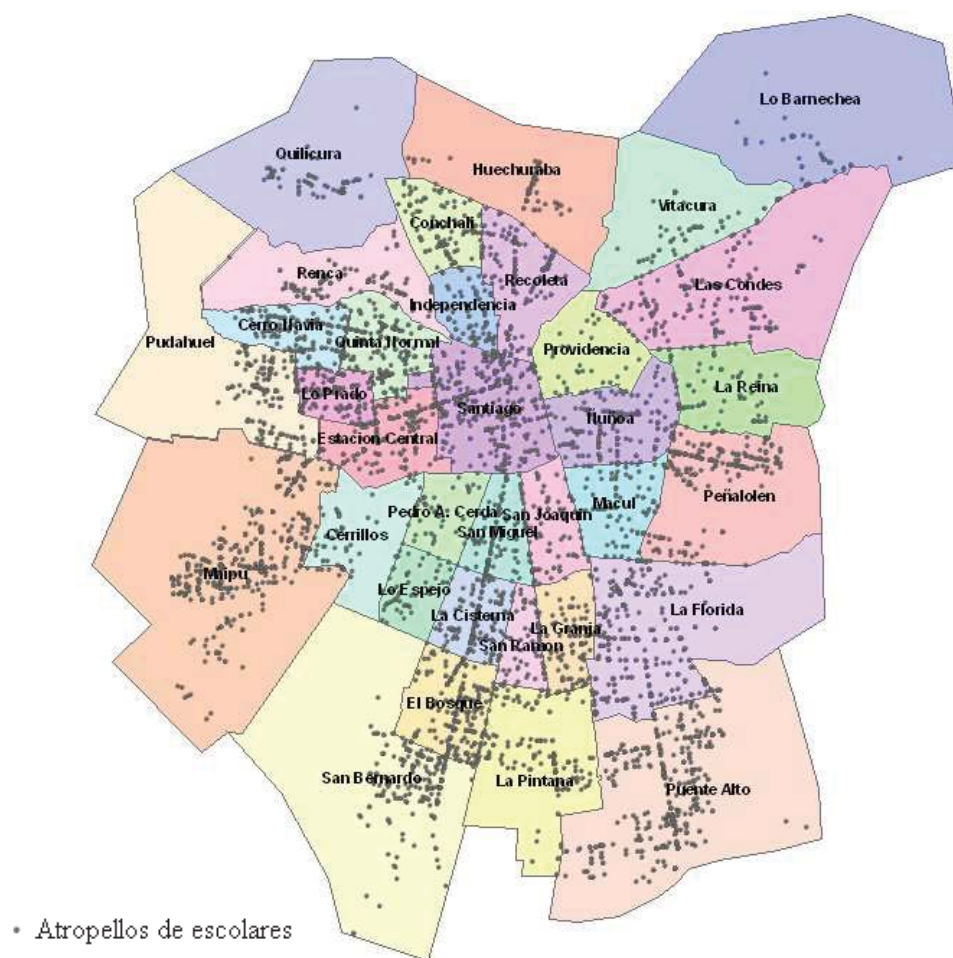 Lo Barnechea
Quilicura
Huechuraba
Vitacura
Conchalí
Renca
Recoleta
Las Condes
Independencia
Cerro Navia
Quinta Normal
Pudahuel
Providencia
Lo Prado
La Reina
Santiago
Ñuñoa
Estacion Central
Peñalolen
Macul
Pedro A. Cerda
San Joaquin
San Miguel
Cerrillos
Maipu
Lo Espejo
La Cisterna
La Florida
La Granja
San Ramon
El Bosque
San Bernardo
La Pintana
Puente Alto
Atropellos de escolares